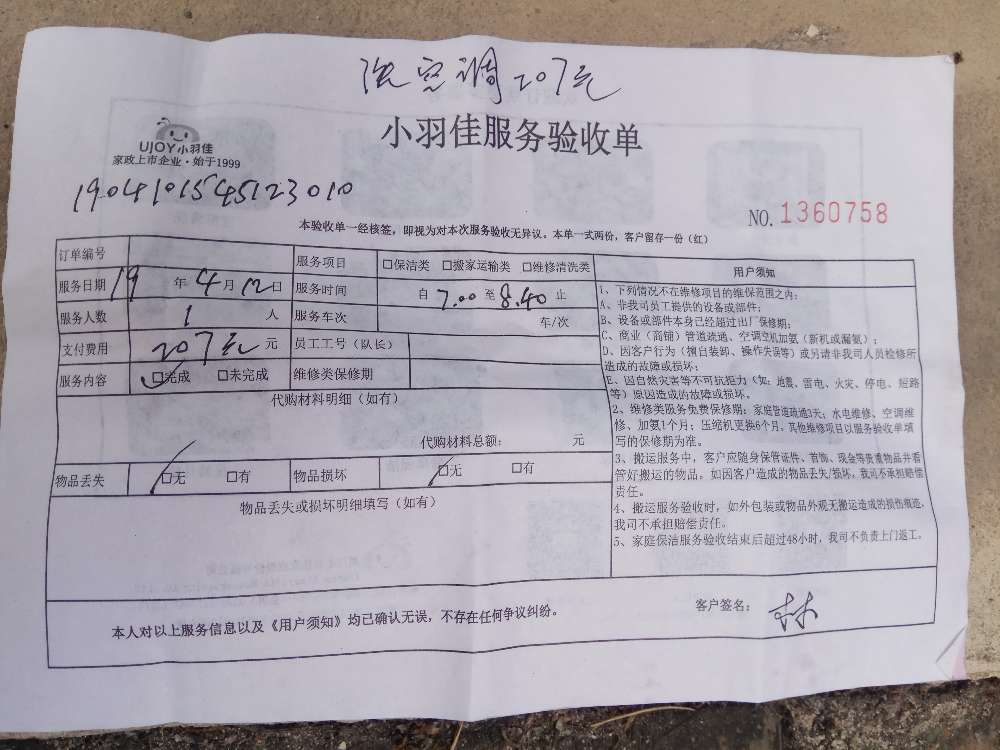 洗空调207元
小羽佳服务验收单
UJOY小羽佳
家政上市企业·始于1999
1904101545123010
NO.1360758
本验收单一经核签，即视为对本次服务验收无异议。本单一式两份，客户留存一份（红）
订单编号
服务项目 □保洁类 □搬家运输类 □维修清洗类
服务日期 19 年 4 月 12 日
服务时间 自 7.00 至 8.40 止
服务人数 1 人
服务车次 车/次
支付费用 207元 元
员工工号（队长）
服务内容 □完成 □未完成
维修类保修期
代购材料明细（如有）
代购材料总额： 元
物品丢失 □无 □有
物品损坏 □无 □有
物品丢失或损坏明细填写（如有）
用户须知
1、下列情况不在维修项目的维保范围之内：
A、非我司员工提供的设备或部件；
B、设备或部件本身已经超过出厂保修期；
C、商业（商铺）管道疏通、空调空机加氨（新机或漏氨）；
D、因客户行为（擅自装卸、操作失误等）或另请非我司人员检修所
造成的故障或损坏；
E、因自然灾害等不可抗拒力（如：地震、雷电、火灾、停电、短路
等）原因造成的故障或损坏。
2、维修类服务免费保修期：家庭管道疏通3天；水电维修、空调维
修、加氨1个月；压缩机更换6个月，其他维修项目以服务验收单填
写的保修期为准。
3、搬运服务中，客户应随身保管证件、首饰、现金等贵重物品并看
管好搬运的物品。如因客户造成的物品丢失/损坏，我司不承担赔偿
责任。
4、搬运服务验收时，如外包装或物品外观无搬运造成的损伤痕迹，
我司不承担赔偿责任。
5、家庭保洁服务验收结束后超过48小时，我司不负责上门返工。
本人对以上服务信息以及《用户须知》均已确认无误，不存在任何争议纠纷。
客户签名： 林